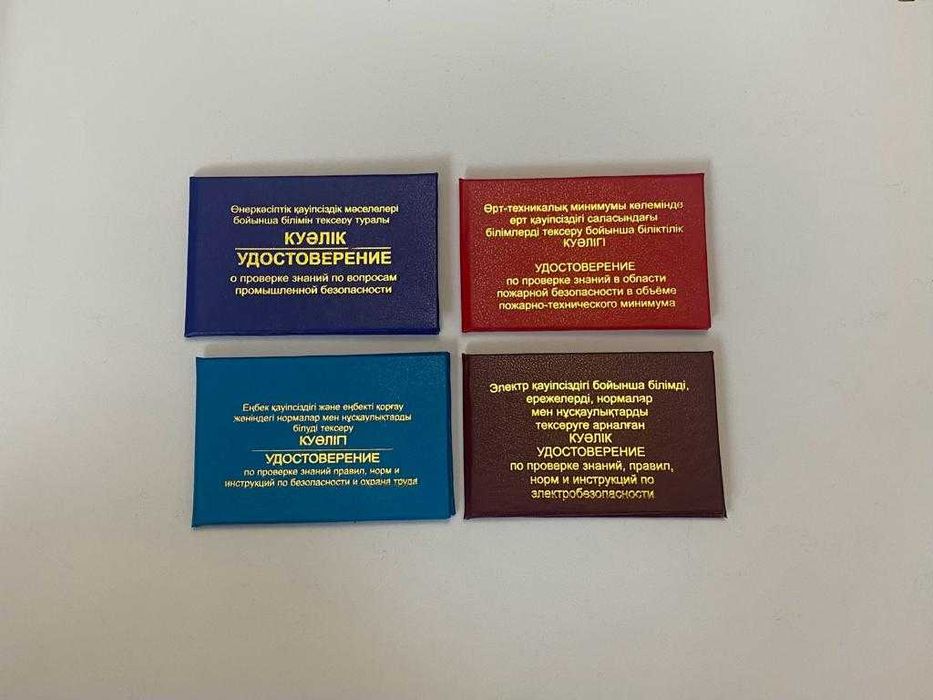 Өнеркәсіптік қауіпсіздік мәселелері
бойынша білімін тексеру туралы
КУӘЛІК
УДОСТОВЕРЕНИЕ
о проверке знаний по вопросам
промышленной безопасности
Өрт-техникалық минимумы көлемінде
өрт қауіпсіздігі саласындағы
білімлерді тексеру бойынша біліктілік
КУӘЛІГІ
УДОСТОВЕРЕНИЕ
по проверке знаний в области
пожарной безопасности в объёме
пожарно-технического минимума
Еңбек қауіпсіздігі және еңбекті қорғау
жөніндегі нормалар мен нұсқаулықтарды
білуді тексеру
КУӘЛІГІ
УДОСТОВЕРЕНИЕ
по проверке знаний правил, норм и
инструкций по безопасности и охрана труда
Электр қауіпсіздігі бойынша білімді,
ережелерді, нормалар
мен нұсқаулықтарды
тексеруге арналған
КУӘЛІК
УДОСТОВЕРЕНИЕ
по проверке знаний, правил,
норм и инструкций по
электробезопасности